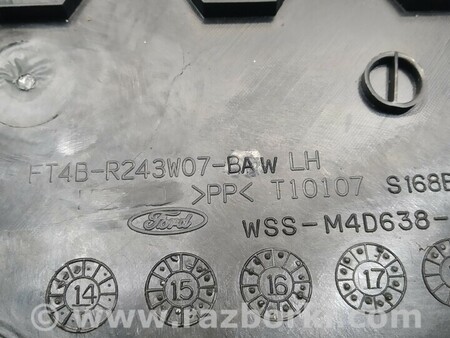 FT4B-R243W07-BAW LH
>PP< T10107 S168B
Ford WSS-M4D638-
14 15 16 17
www.razborka.com